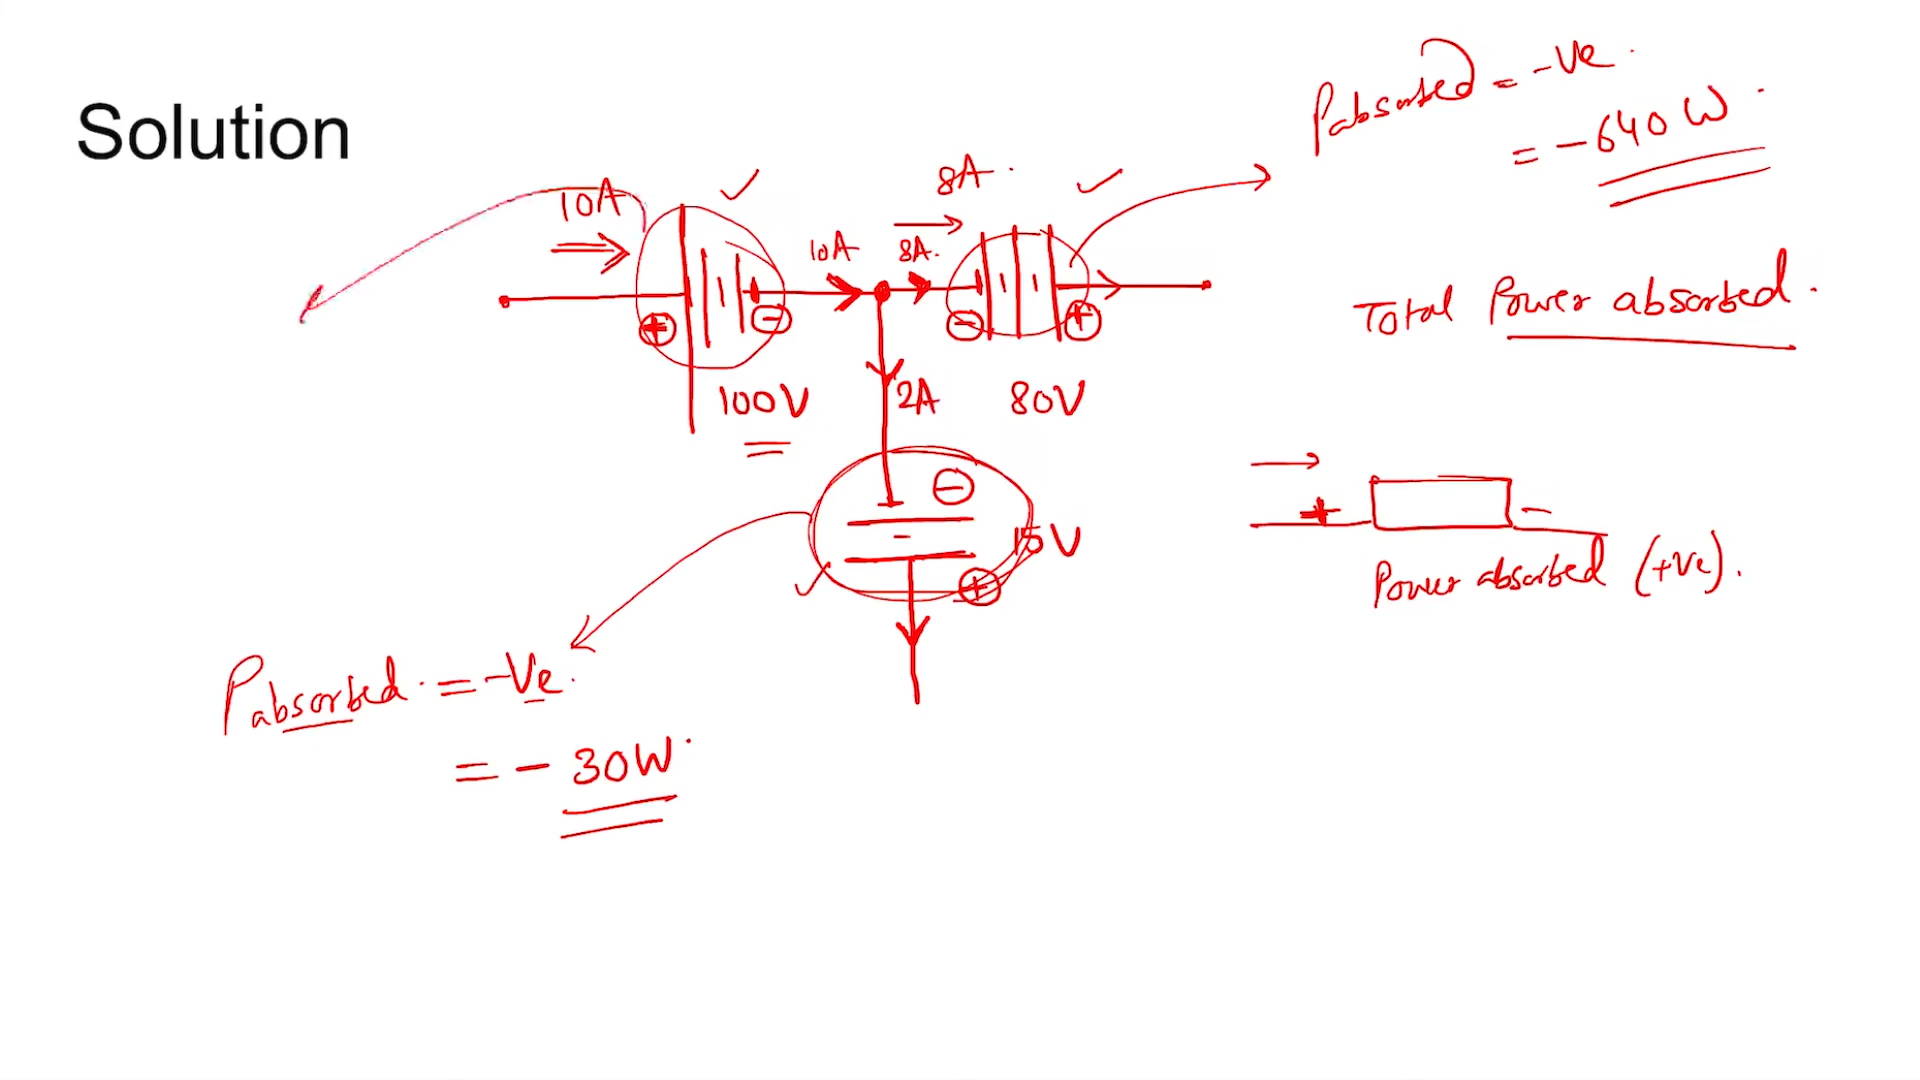 Solution
Pabsorbed = -Ve.
= -640 W.
10A
8A.
10A
8A.
+
-
-
+
Total Power absorbed.
100V
2A
80V
-
15V
+
+
-
Power absorbed (+Ve).
Pabsorbed. = -Ve.
= - 30W.